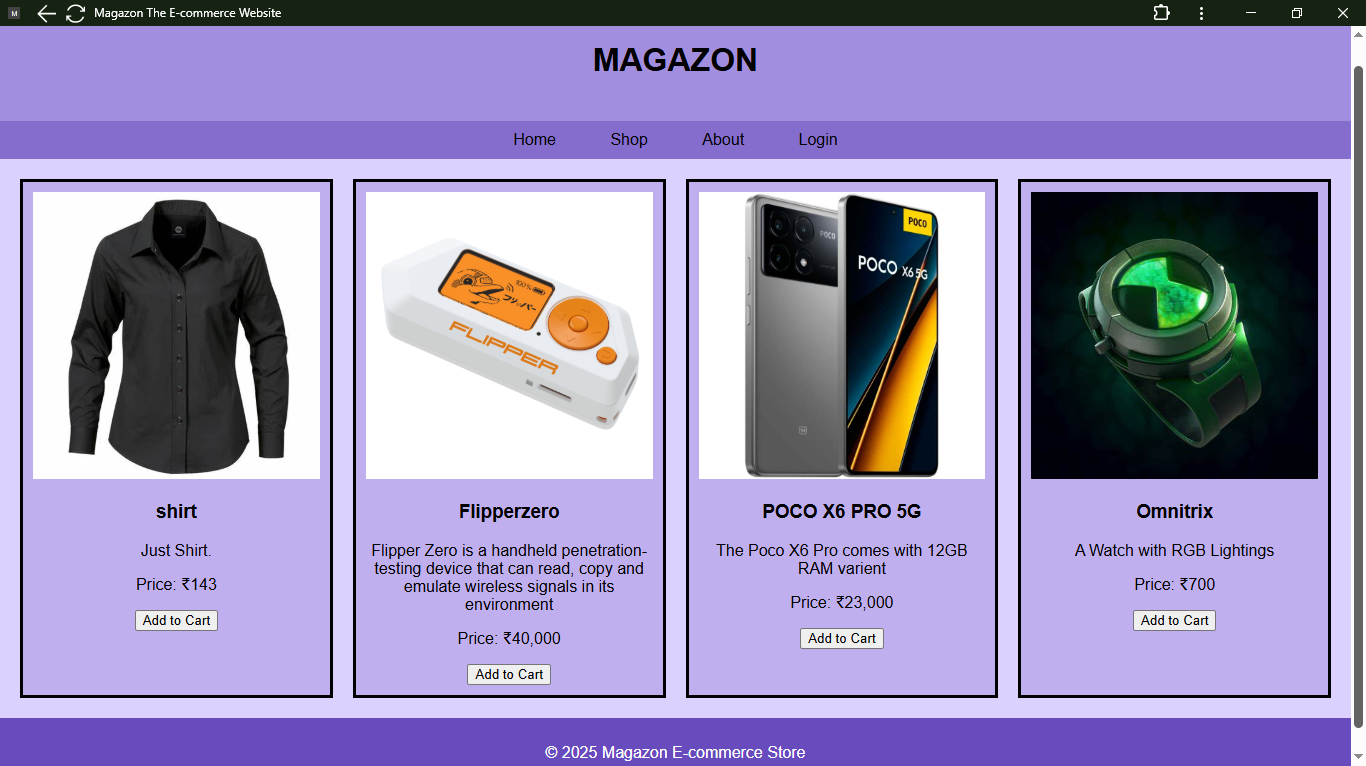 M Magazon The E-commerce Website
MAGAZON
Home Shop About Login
100%
フリッパー
FLIPPER
POCO
POCO
POCO X6 5G
shirt
Just Shirt.
Price: ₹143
Add to Cart
Flipperzero
Flipper Zero is a handheld penetration-
testing device that can read, copy and
emulate wireless signals in its
environment
Price: ₹40,000
Add to Cart
POCO X6 PRO 5G
The Poco X6 Pro comes with 12GB
RAM varient
Price: ₹23,000
Add to Cart
Omnitrix
A Watch with RGB Lightings
Price: ₹700
Add to Cart
© 2025 Magazon E-commerce Store